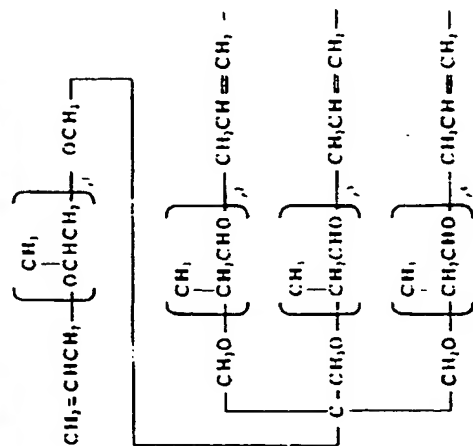 CH₃
CH₂=CHCH₂—(OCHCH₂)—OCH₂—
CH₃
CH₂O—(CH₂CHO)—CH₂CH=CH₂-
CH₃
C-CH₂O—(CH₂CHO)—CH₂CH=CH₂—
CH₃
CH₂O—(CH₂CHO)—CH₂CH=CH₂—